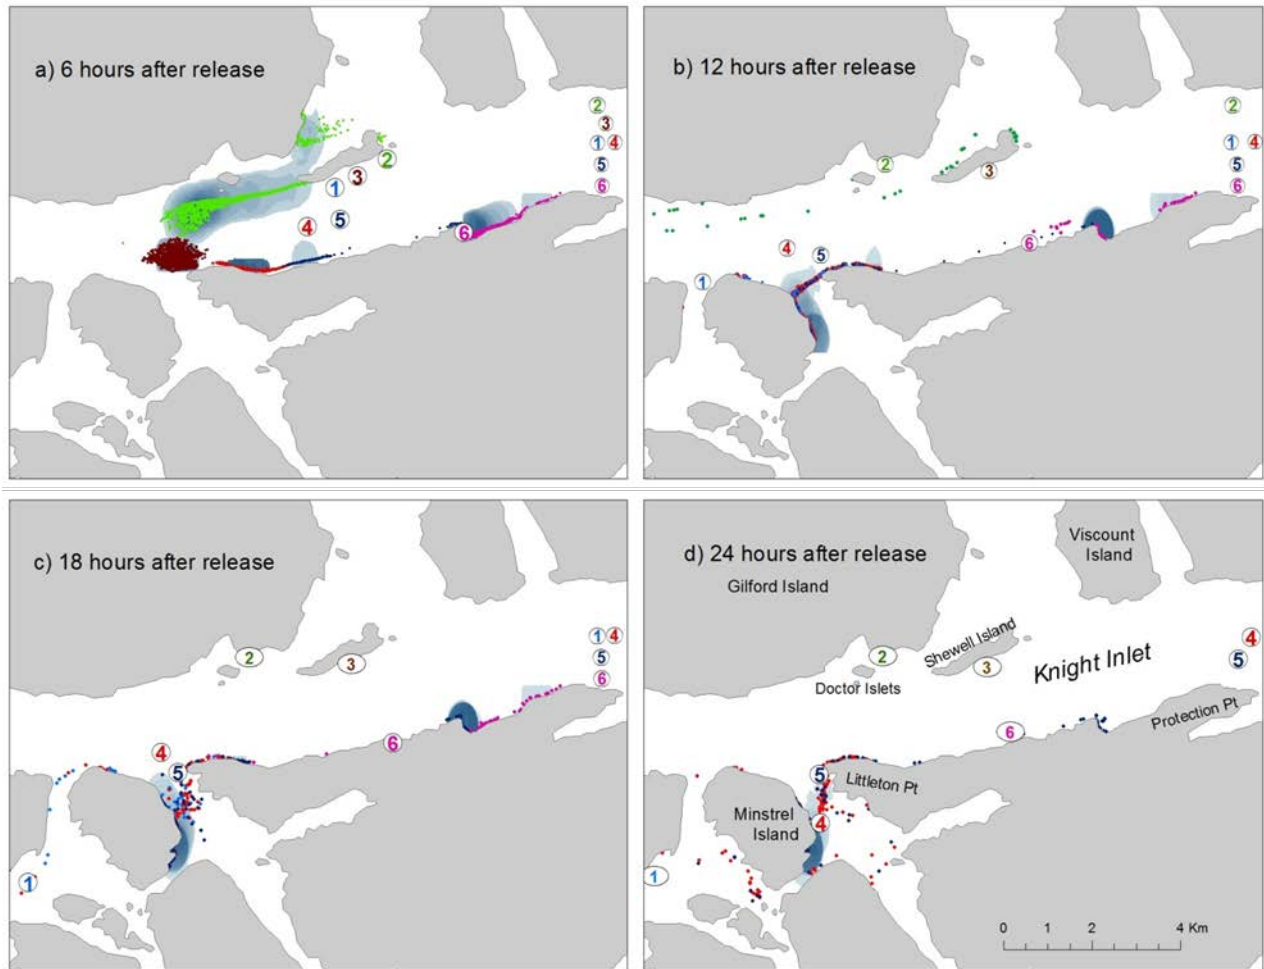 a) 6 hours after release
2
3
1 4
5
6
2
3
1
5
4
6
b) 12 hours after release
2
3
1 4
5
6
2
3
4
5
6
1
c) 18 hours after release
1 4
5
6
2
3
6
4
5
1
d) 24 hours after release
Viscount
Island
Gilford Island
4
5
2
Shewell Island
3
Knight Inlet
Doctor Islets
Protection Pt
6
5
Littleton Pt
Minstrel
Island
4
1
0 1 2 4 Km